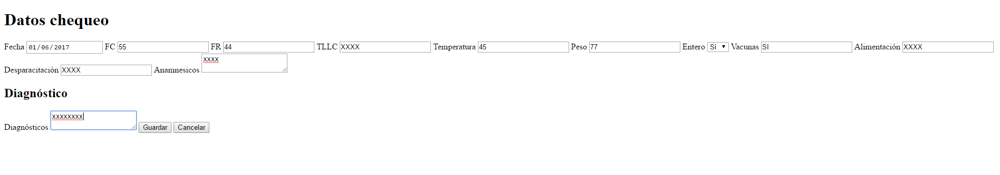 Datos chequeo
Fecha 01/06/2017 FC 55 FR 44 TLLC XXXX Temperatura 45 Peso 77 Entero Si Vacunas SI Alimentación XXXX
Desparacitación XXXX Anamnesicos xxxx
Diagnóstico
Diagnósticos xxxxxxxx Guardar Cancelar